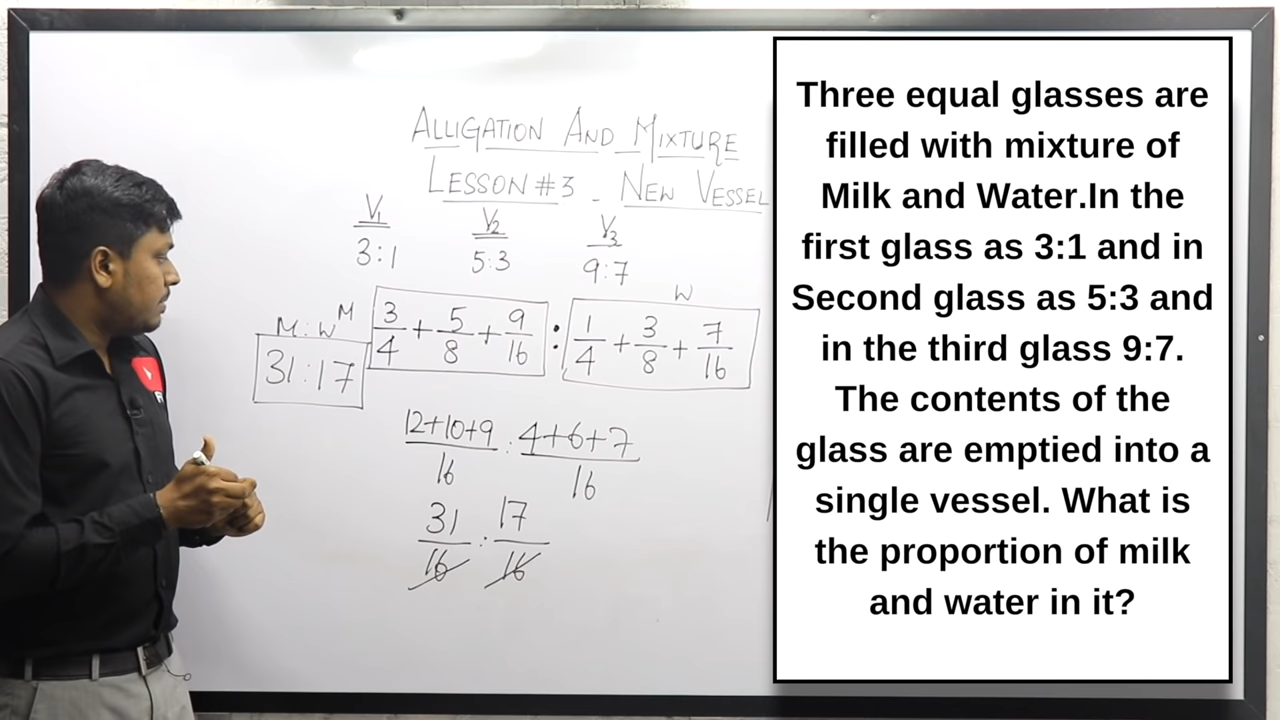 ALLIGATION AND MIXTURE
LESSON #3 - NEW VESSEL
V1 V2 V3
3:1 5:3 9:7
M W
3/4 + 5/8 + 9/16 : 1/4 + 3/8 + 7/16
M:W
31:17
12+10+9/16 : 4+6+7/16
31/16 : 17/16
Three equal glasses are
filled with mixture of
Milk and Water.In the
first glass as 3:1 and in
Second glass as 5:3 and
in the third glass 9:7.
The contents of the
glass are emptied into a
single vessel. What is
the proportion of milk
and water in it?